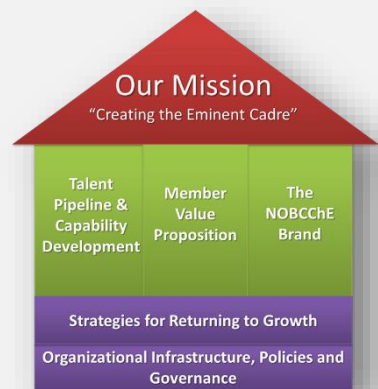 Our Mission
“Creating the Eminent Cadre”
Talent
Pipeline &
Capability
Development
Member
Value
Proposition
The
NOBCChE
Brand
Strategies for Returning to Growth
Organizational Infrastructure, Policies and
Governance